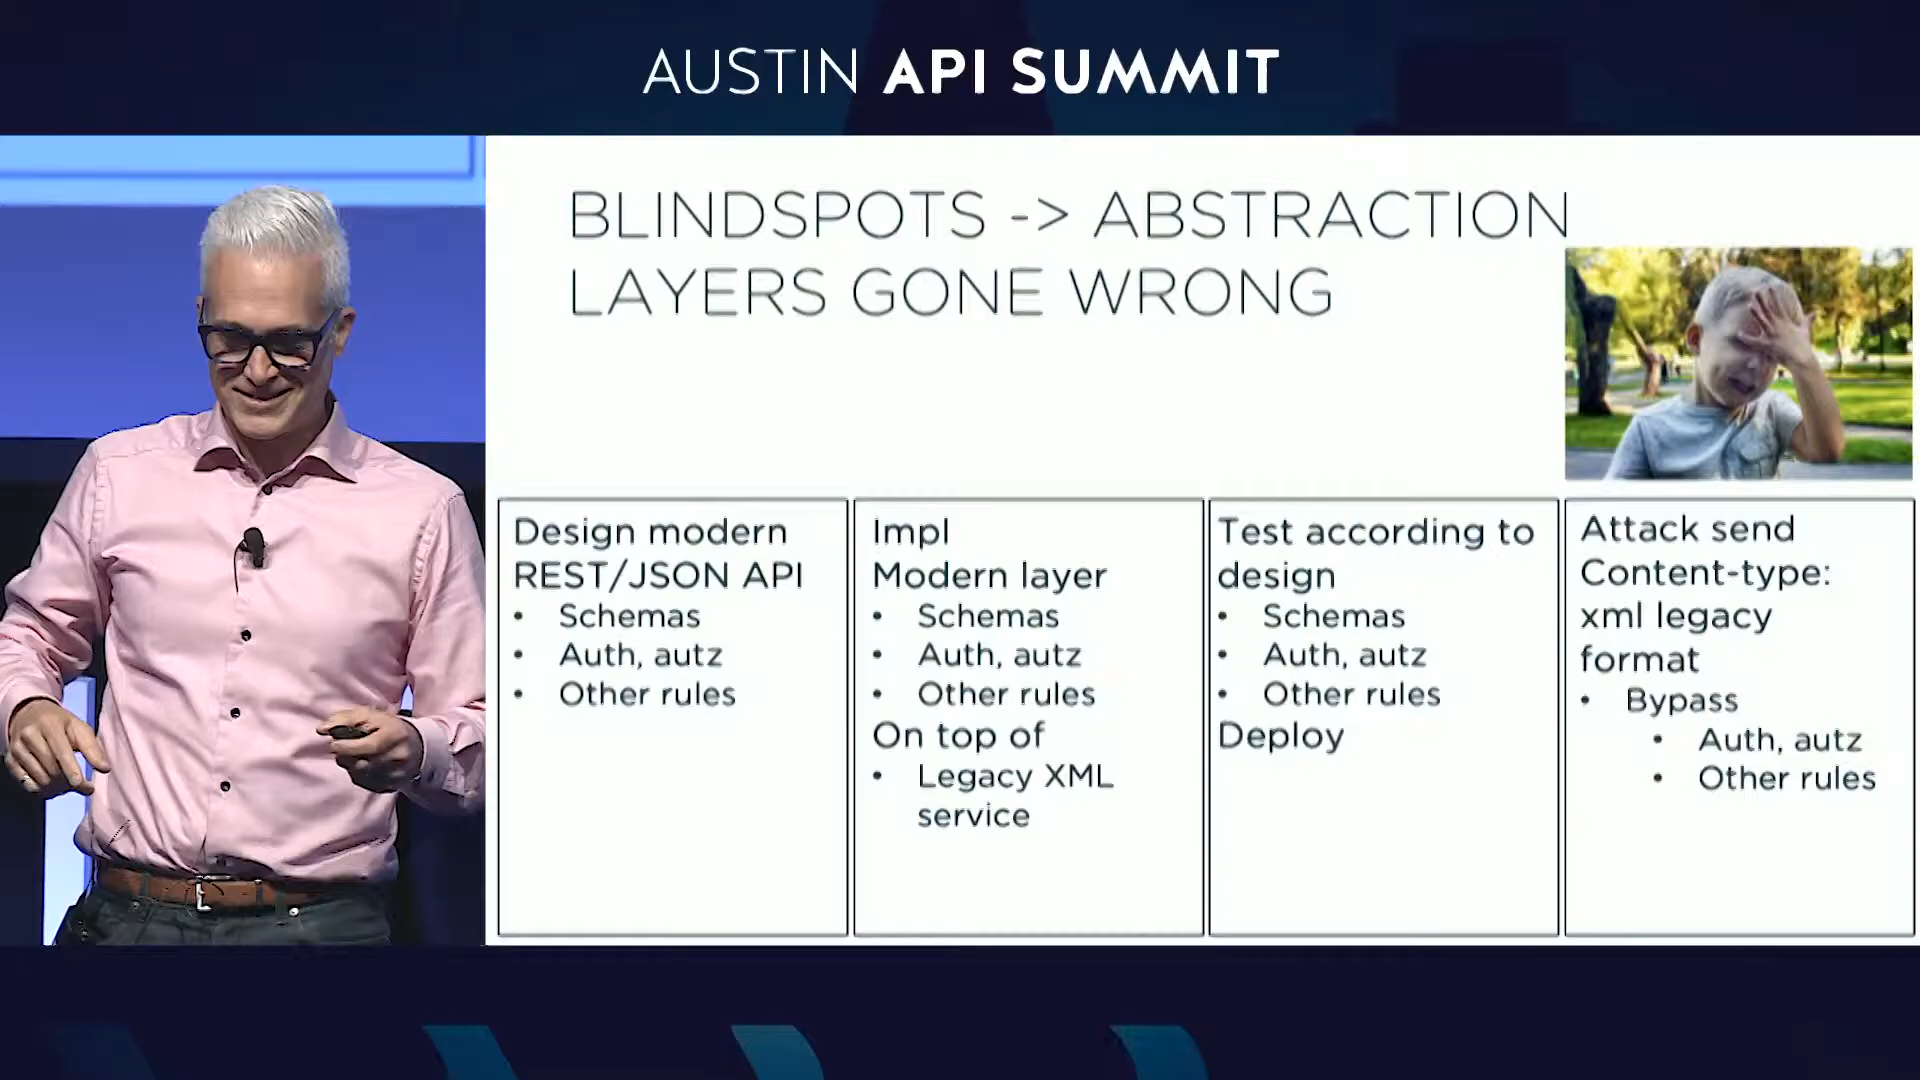 AUSTIN API SUMMIT
BLINDSPOTS -> ABSTRACTION
LAYERS GONE WRONG
Design modern
REST/JSON API
• Schemas
• Auth, autz
• Other rules
Impl
Modern layer
• Schemas
• Auth, autz
• Other rules
On top of
• Legacy XML
service
Test according to
design
• Schemas
• Auth, autz
• Other rules
Deploy
Attack send
Content-type:
xml legacy
format
• Bypass
• Auth, autz
• Other rules